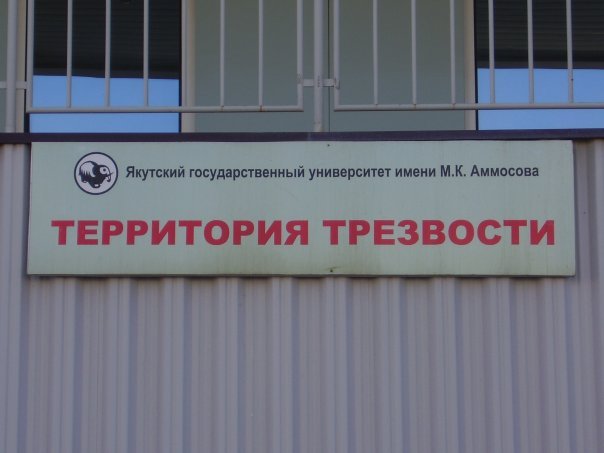 Якутский государственный университет имени М.К. Аммосова
ТЕРРИТОРИЯ ТРЕЗВОСТИ